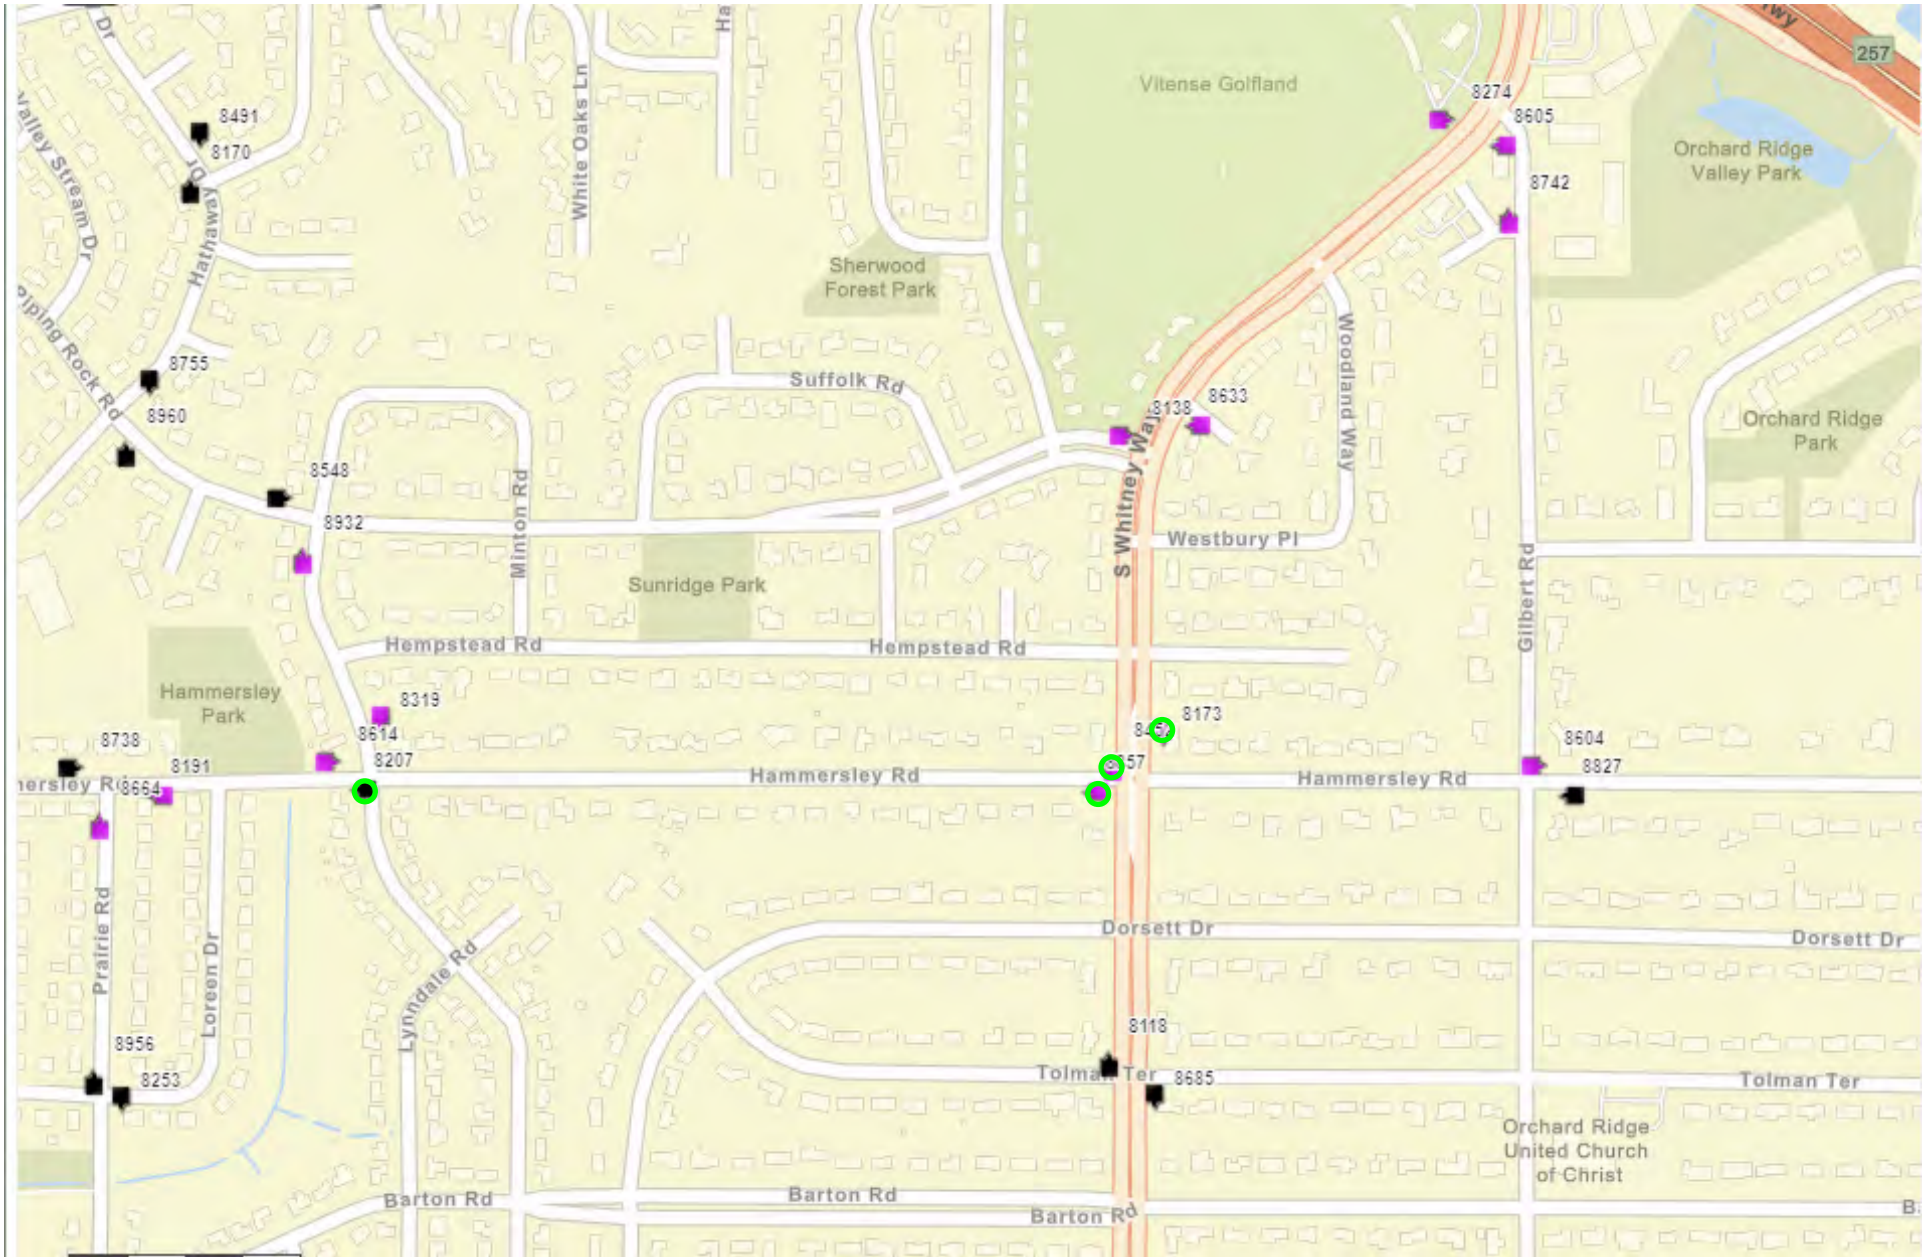 Dr
Ha
Hwy
257
Vitense Golfland
8274
8605
8491
8170
White Oaks Ln
Orchard Ridge
Valley Park
8742
Valley Stream Dr
Hathaway Dr
Sherwood
Forest Park
Piping Rock Rd
8755
8960
Suffolk Rd
8138
8633
Woodland Way
Orchard Ridge
Park
8548
8932
Minton Rd
S Whitney Way
Westbury Pl
Sunridge Park
Gilbert Rd
Hempstead Rd
Hempstead Rd
Hammersley
Park
8319
8614
8173
8738
8191
8207
8604
8827
mersley Rd
8664
Hammersley Rd
Hammersley Rd
Prairie Rd
Loreen Dr
Lynndale Rd
Dorsett Dr
Dorsett Dr
8956
8253
8118
Tolman Ter
8685
Tolman Ter
Orchard Ridge
United Church
of Christ
Barton Rd
Barton Rd
Barton Rd
B